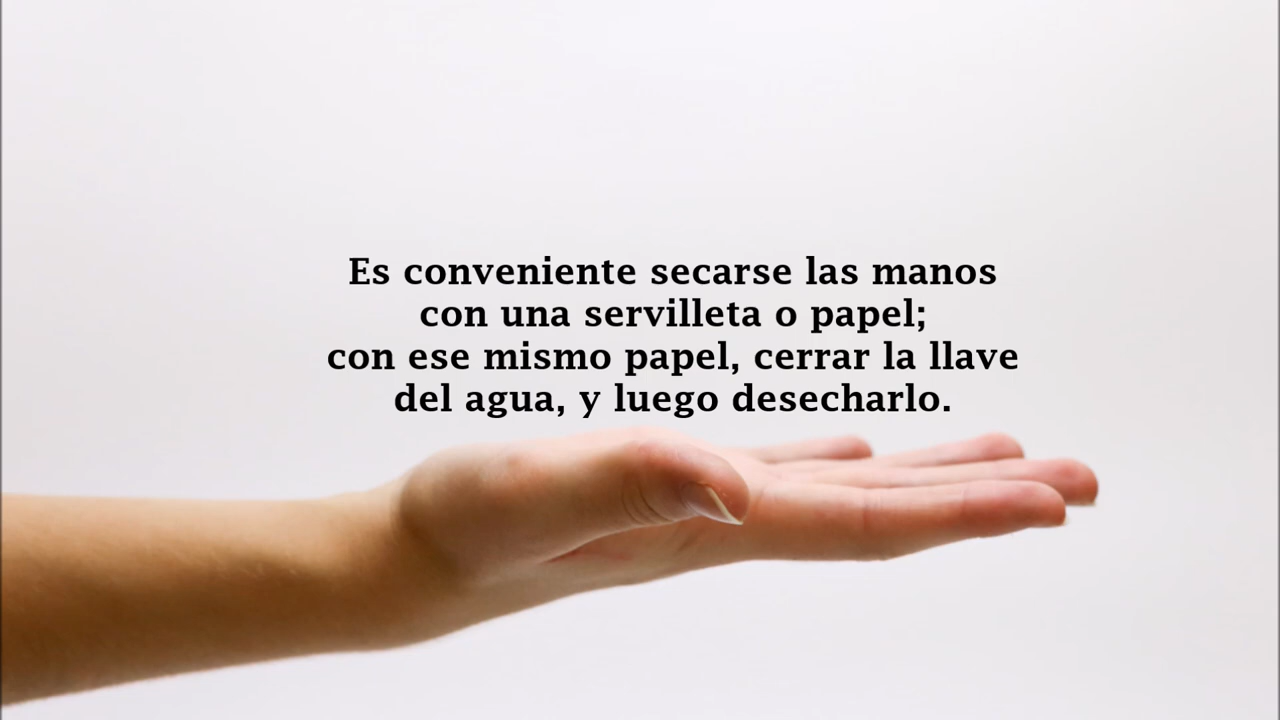 Es conveniente secarse las manos
con una servilleta o papel;
con ese mismo papel, cerrar la llave
del agua, y luego desecharlo.